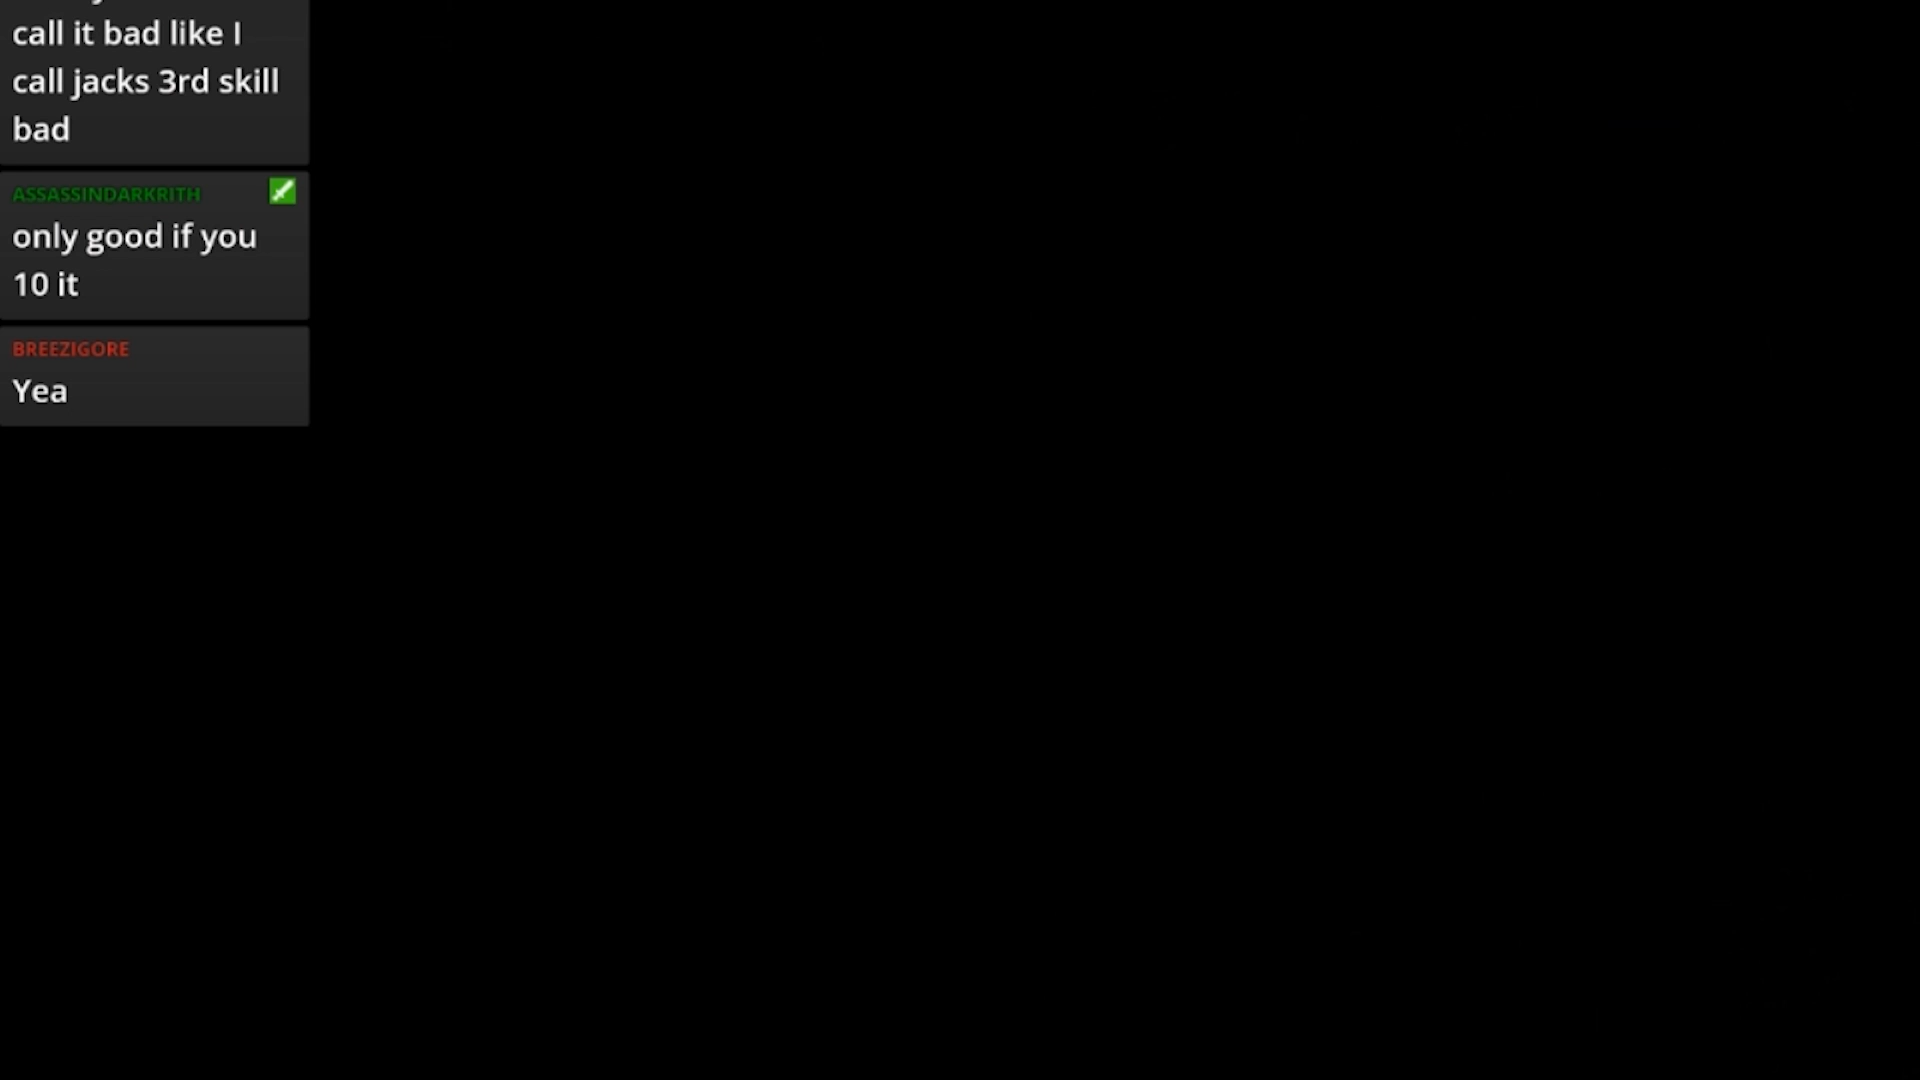 call it bad like I
call jacks 3rd skill
bad
ASSASSINDARKRITH
only good if you
10 it
BREEZIGORE
Yea